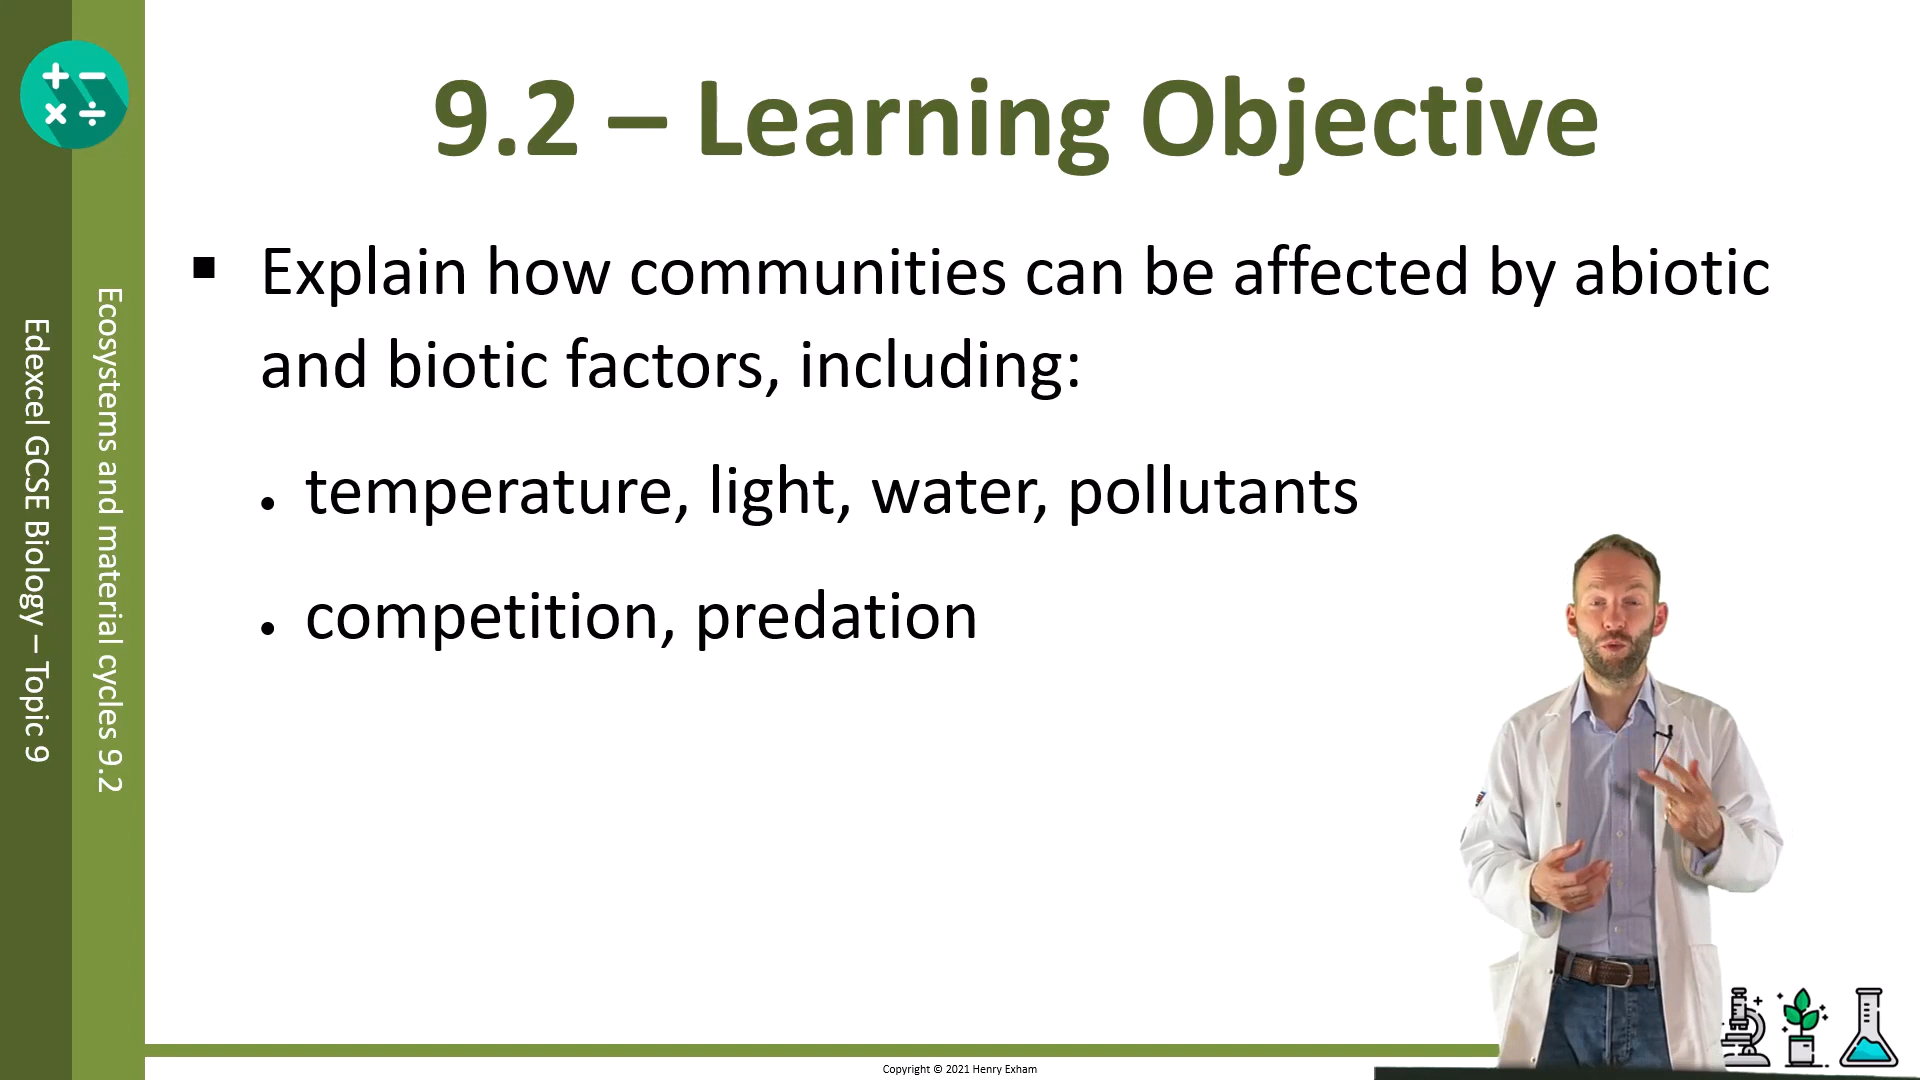 9.2 – Learning Objective
▪ Explain how communities can be affected by abiotic
and biotic factors, including:
• temperature, light, water, pollutants
• competition, predation
Ecosystems and material cycles 9.2
Edexcel GCSE Biology – Topic 9
Copyright © 2021 Henry Exham